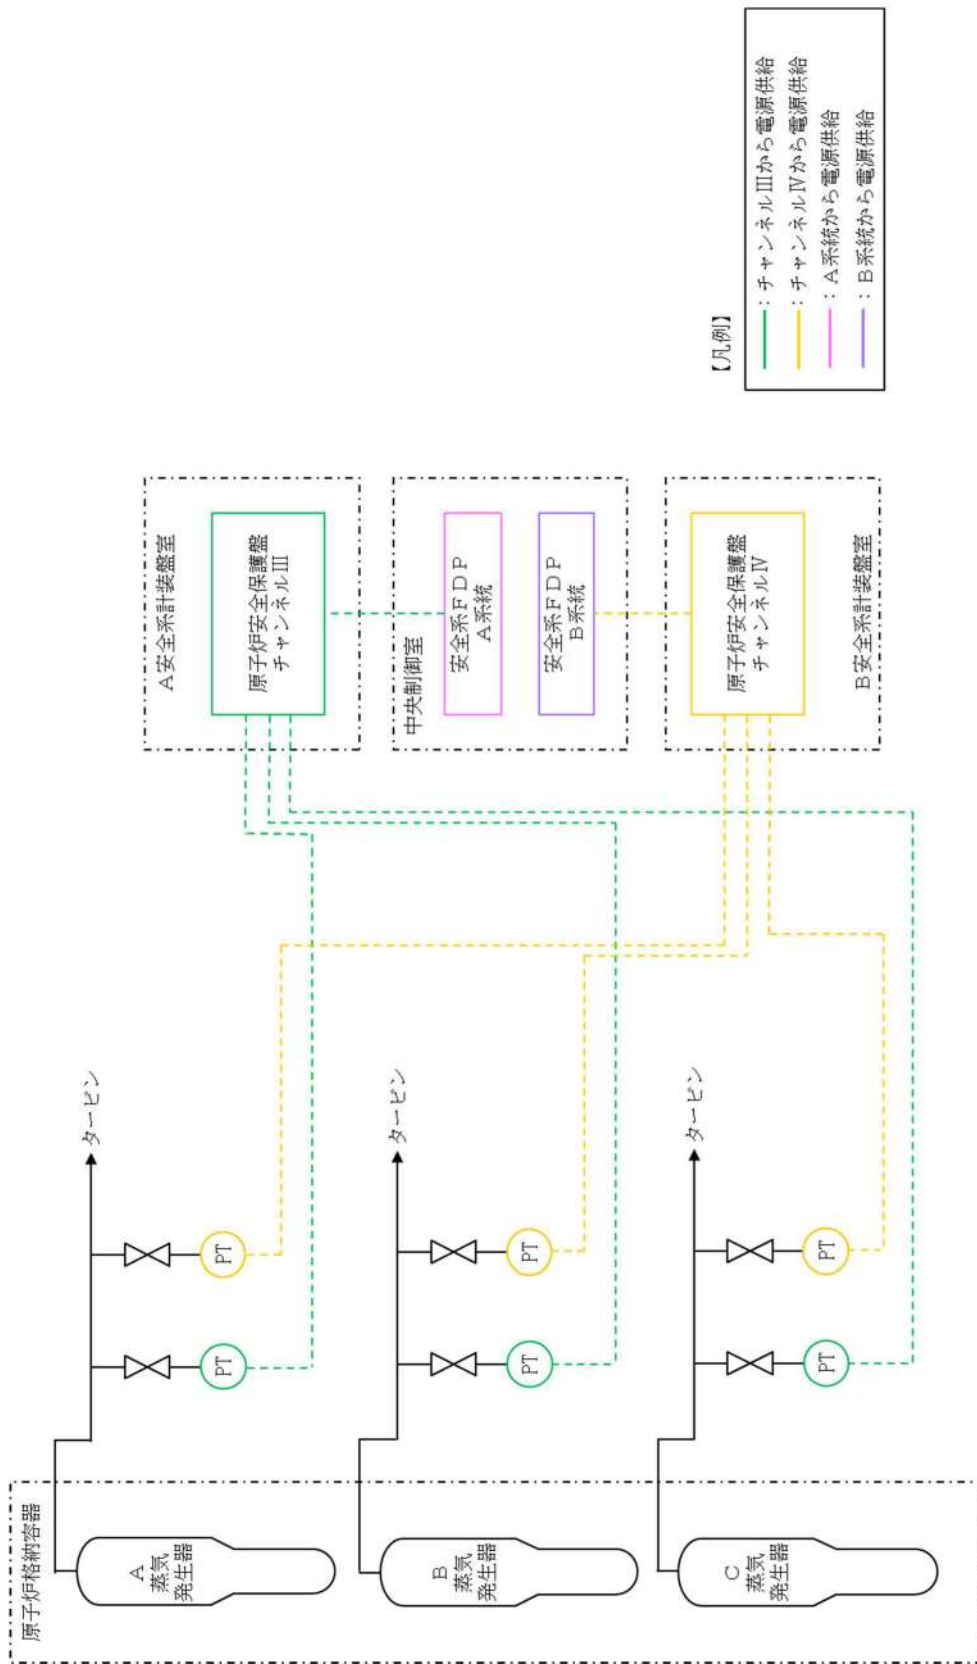 原子炉格納容器
A
蒸気
発生器
B
蒸気
発生器
C
蒸気
発生器
PT
PT
タービン
PT
PT
タービン
PT
PT
タービン
A安全系計装盤室
原子炉安全保護盤
チャンネルIII
中央制御室
安全系FDP
A系統
安全系FDP
B系統
原子炉安全保護盤
チャンネルIV
B安全系計装盤室
【凡例】
：チャンネルIIIから電源供給
：チャンネルIVから電源供給
：A系統から電源供給
：B系統から電源供給